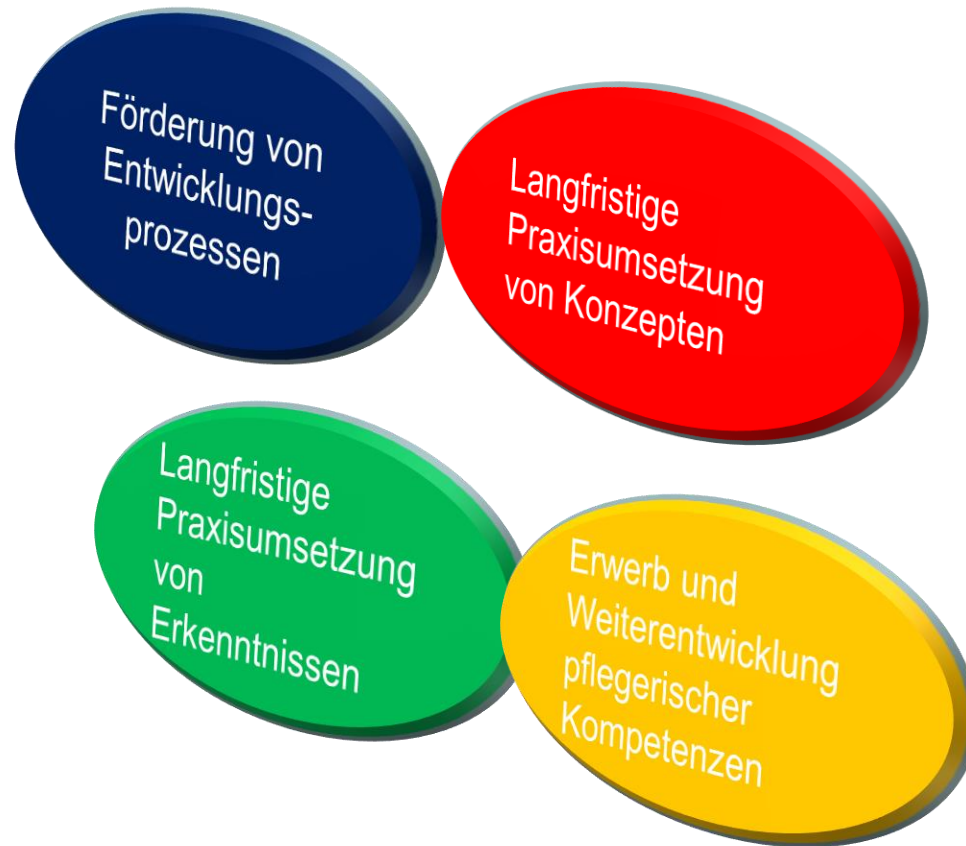 Förderung von
Entwicklungs-
prozessen
Langfristige
Praxisumsetzung
von Konzepten
Langfristige
Praxisumsetzung
von
Erkenntnissen
Erwerb und
Weiterentwicklung
pflegerischer
Kompetenzen